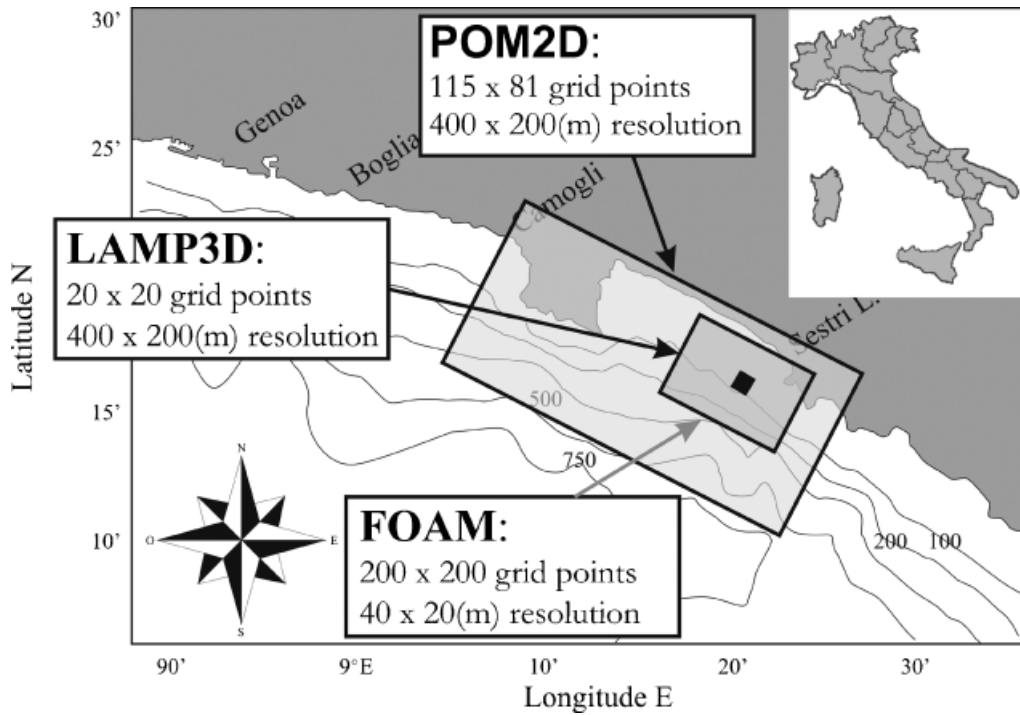 30'
POM2D:
115 x 81 grid points
400 x 200(m) resolution
Genoa
25'
Boglia
Camogli
LAMP3D:
20 x 20 grid points
400 x 200(m) resolution
Sestri L.
Latitude N
15'
500
750
FOAM:
200 x 200 grid points
40 x 20(m) resolution
N
O
E
S
10'
200
100
90'
9°E
10'
20'
30'
Longitude E